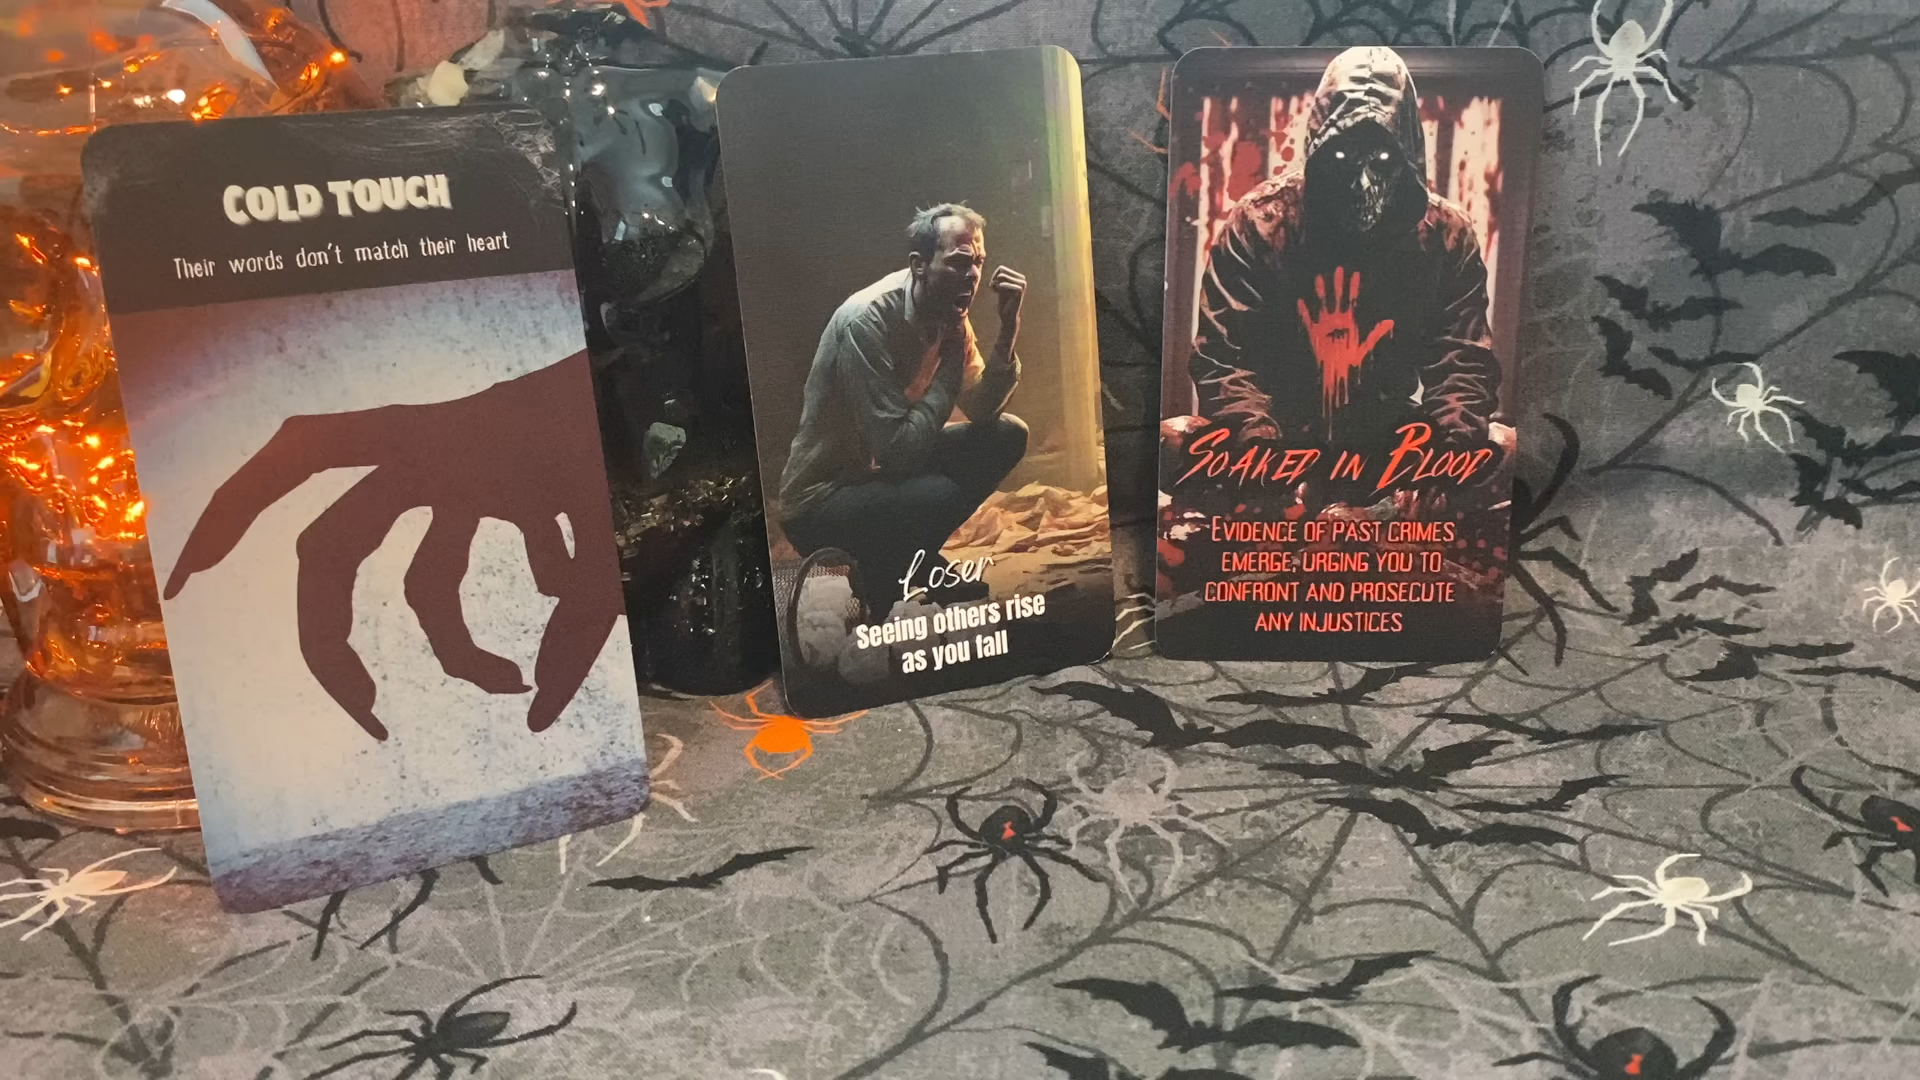 COLD TOUCH
Their words don't match their heart
Loser
Seeing others rise
as you fall
SOAKED IN BLOOD
EVIDENCE OF PAST CRIMES
EMERGE, URGING YOU TO
CONFRONT AND PROSECUTE
ANY INJUSTICES